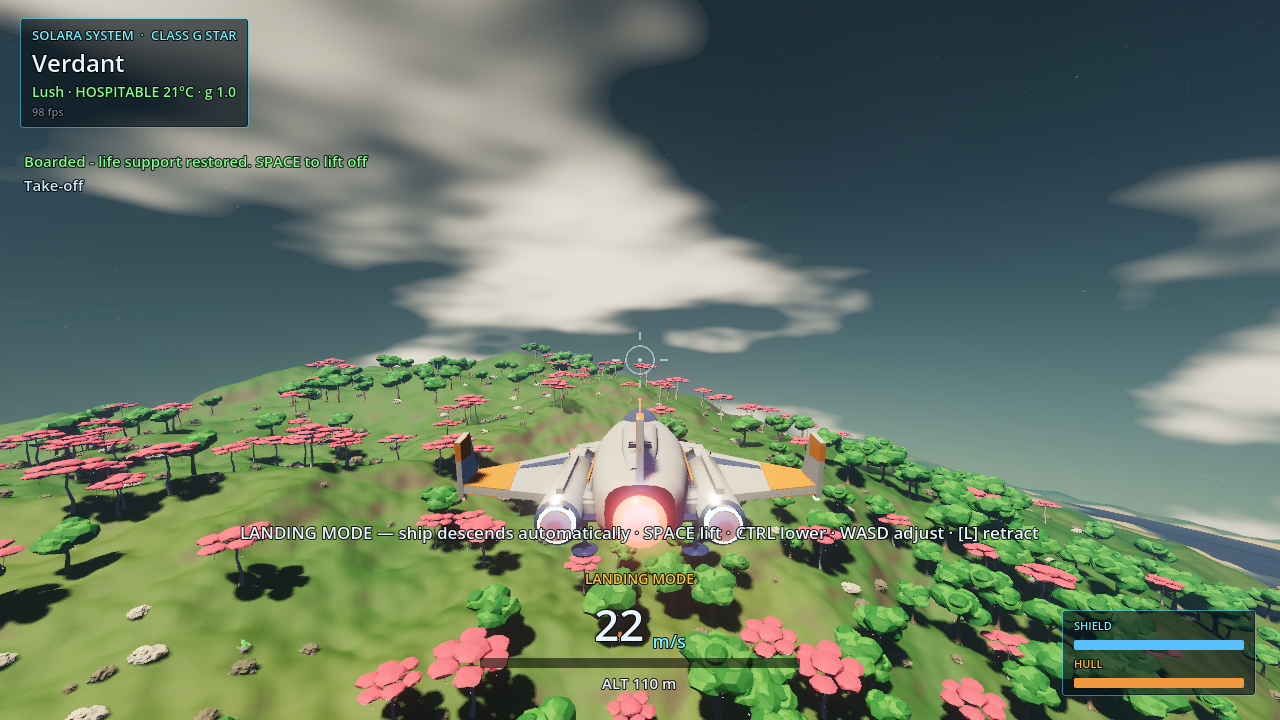 SOLARA SYSTEM · CLASS G STAR
Verdant
Lush · HOSPITABLE 21°C · g 1.0
98 fps
Boarded - life support restored. SPACE to lift off
Take-off
LANDING MODE — ship descends automatically · SPACE lift · CTRL lower · WASD adjust · [L] retract
LANDING MODE
22 m/s
ALT 110 m
SHIELD
HULL